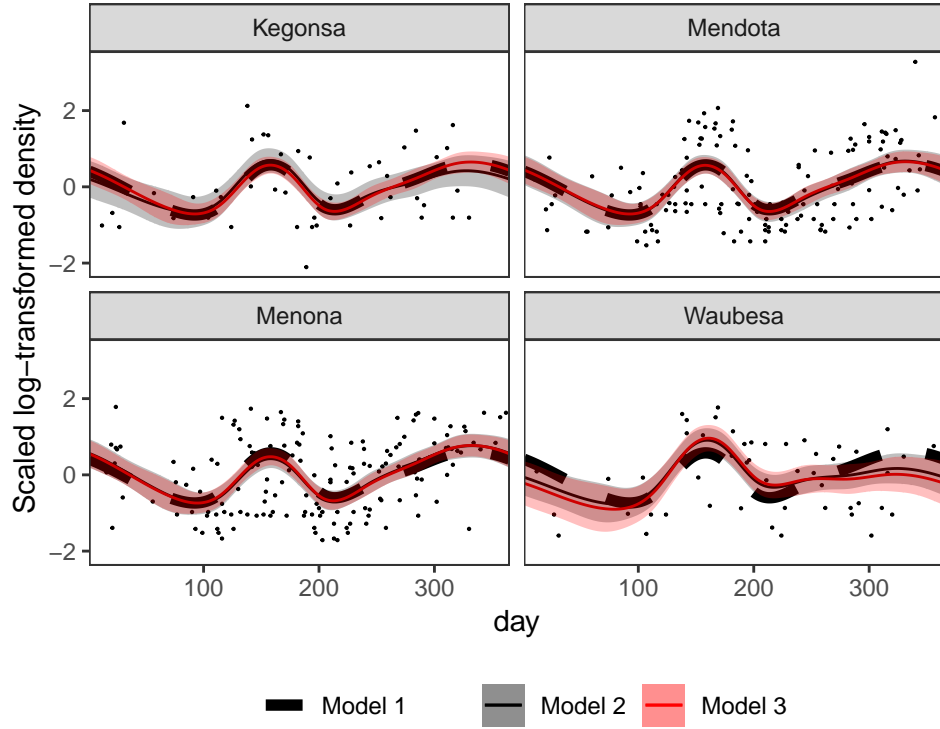 Kegonsa
Mendota
2
0
−2
Menona
Waubesa
2
0
−2
Scaled log−transformed density
100 200 300 100 200 300
day
Model 1 Model 2 Model 3